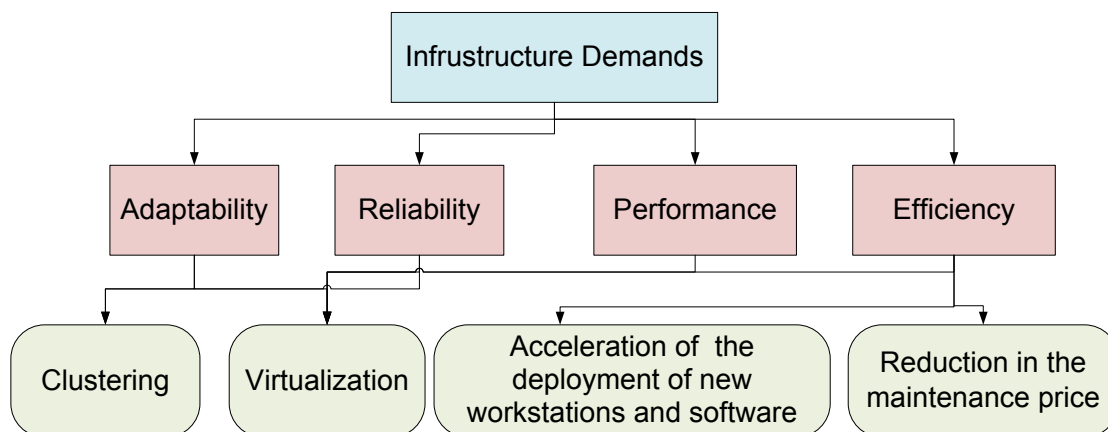 Infrustructure Demands
Adaptability
Reliability
Performance
Efficiency
Clustering
Virtualization
Acceleration of the
deployment of new
workstations and software
Reduction in the
maintenance price